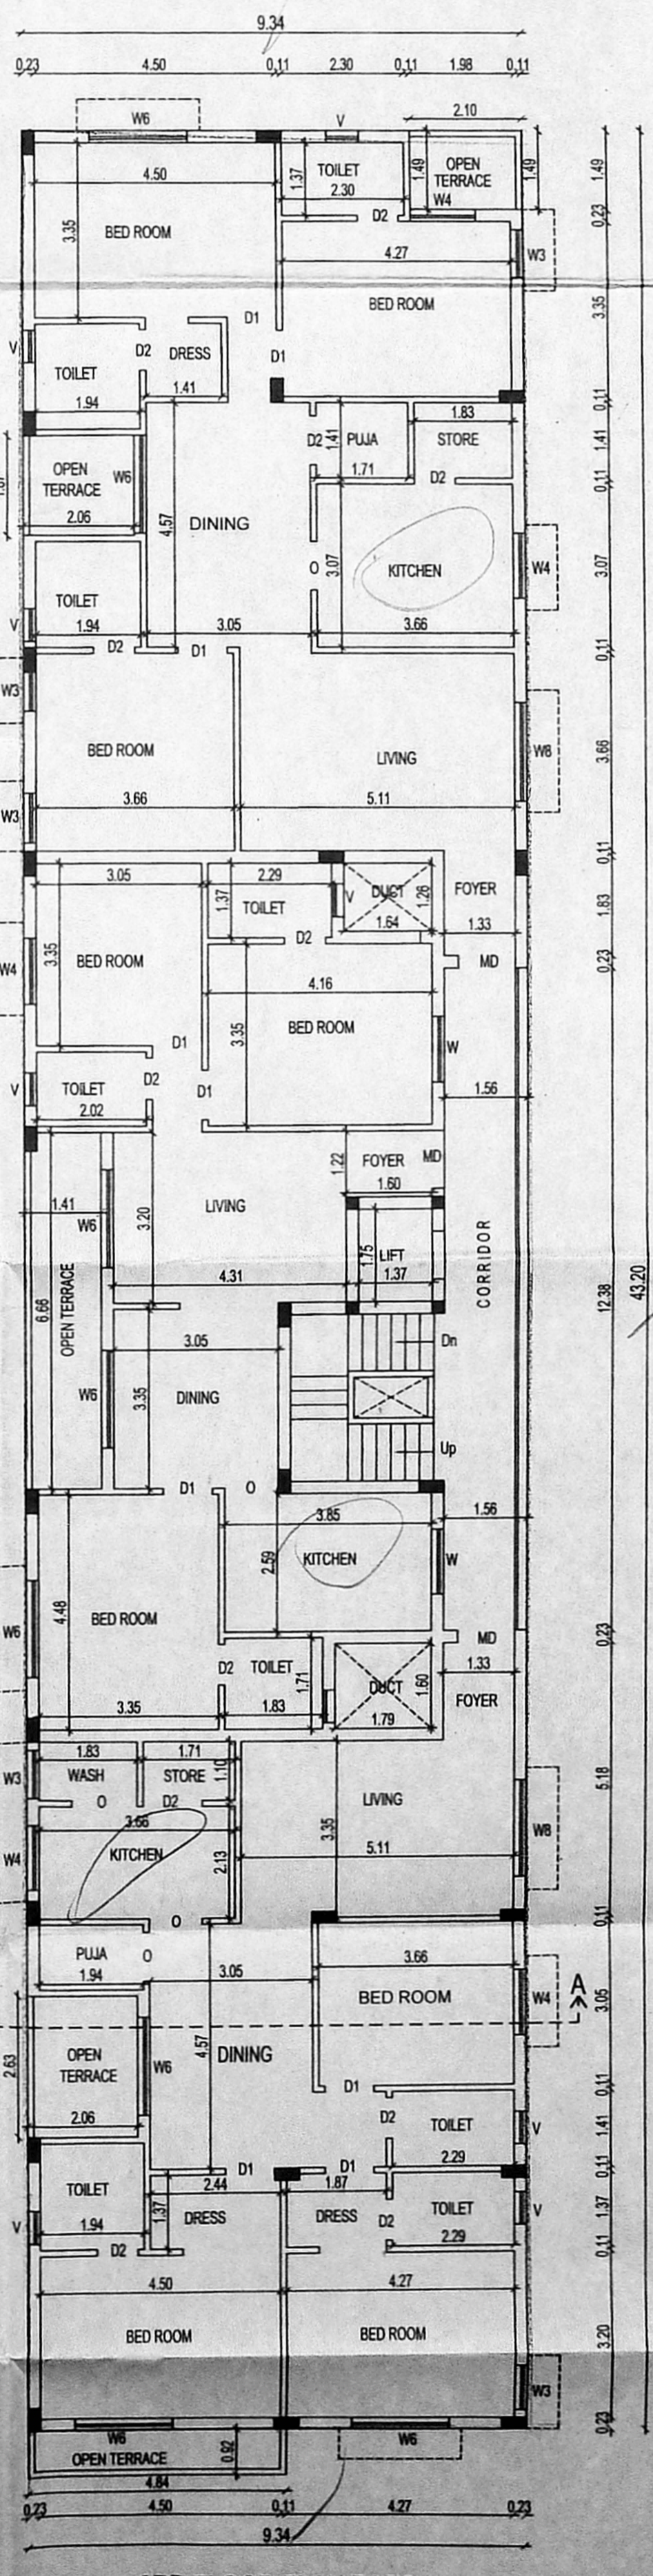 9.34
0.23 4.50 0.11 2.30 0.11 1.98 0.11
W6 V 2.10
4.50
1.37
TOILET
2.30
1.49
OPEN
TERRACE
1.49
1.49
W4
D2
0.23
3.35
BED ROOM
4.27
W3
BED ROOM
3.35
D1
V
D2
DRESS
D1
TOILET
1.41
1.94
0.11
1.83
D2
1.41
PUJA
STORE
1.41
1.71
D2
0.11
OPEN
TERRACE
W6
2.06
4.57
DINING
O
3.07
KITCHEN
W4
3.07
TOILET
V
1.94
3.05
3.66
D2
D1
0.11
W3
BED ROOM
LIVING
W8
3.66
W3
3.66
5.11
0.11
3.05
2.29
1.37
TOILET
V
DUCT
1.26
1.64
FOYER
1.33
1.83
D2
MD
0.23
3.35
BED ROOM
W4
4.16
3.35
BED ROOM
W
D1
D2
D1
V
TOILET
2.02
1.56
1.22
FOYER
MD
1.60
1.41
W6
3.20
LIVING
1.75
LIFT
1.37
CORRIDOR
4.31
6.66
OPEN TERRACE
12.38
43.20
3.05
Dn
W6
3.35
DINING
Up
D1
O
3.85
1.56
2.59
KITCHEN
W
4.48
BED ROOM
W6
0.23
D2
TOILET
1.71
MD
DUCT
1.60
1.33
FOYER
3.35
1.83
1.79
1.83
1.71
W3
WASH
STORE
1.10
O
D2
LIVING
5.18
3.66
W4
KITCHEN
2.13
3.35
5.11
W8
O
0.11
PUJA
O
1.94
3.05
3.66
BED ROOM
W4
A
3.05
2.63
OPEN
TERRACE
W6
4.57
DINING
2.06
D1
0.11
D2
TOILET
V
1.41
2.29
D1
D1
0.11
TOILET
2.44
1.87
1.37
DRESS
DRESS
D2
TOILET
V
1.37
V
1.94
2.29
D2
0.11
4.50
4.27
BED ROOM
BED ROOM
3.20
W3
W6
W6
0.23
OPEN TERRACE
0.92
4.84
0.23 4.50 0.11 4.27 0.23
9.34